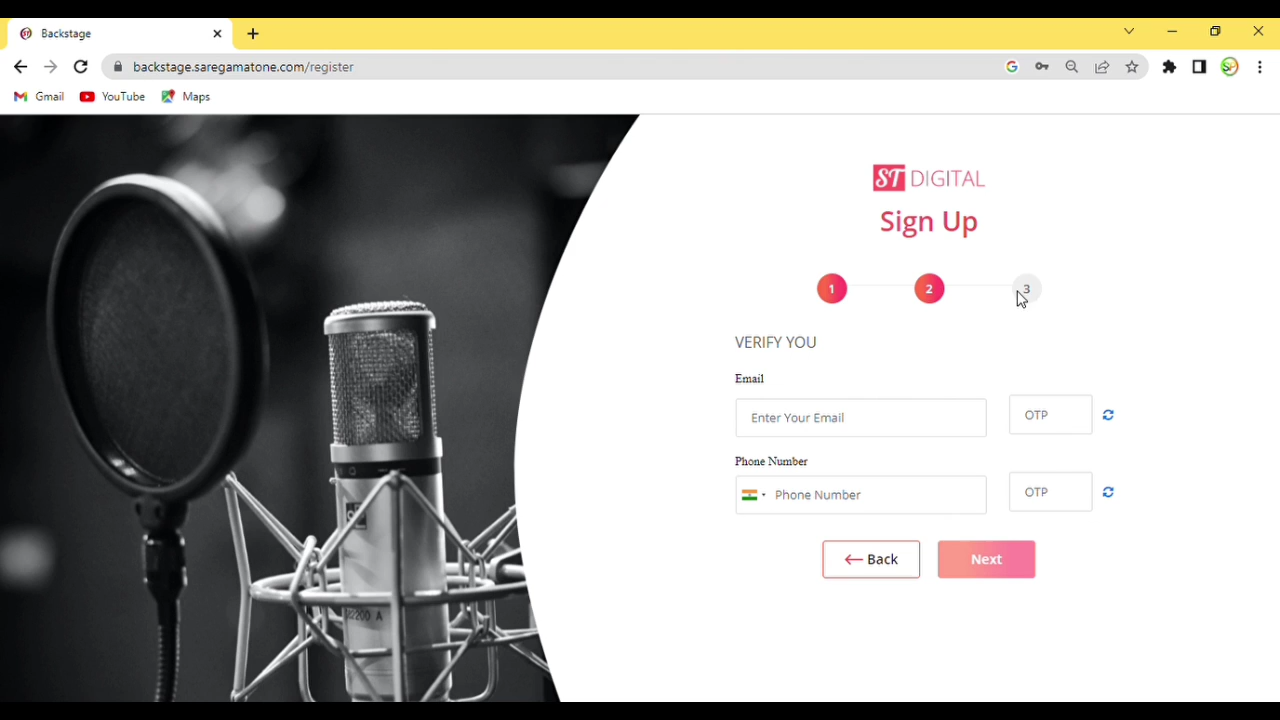 Backstage
backstage.saregamatone.com/register
Gmail YouTube Maps
ST DIGITAL
Sign Up
1 2 3
VERIFY YOU
Email
Enter Your Email OTP
Phone Number
Phone Number OTP
← Back Next
2200 A